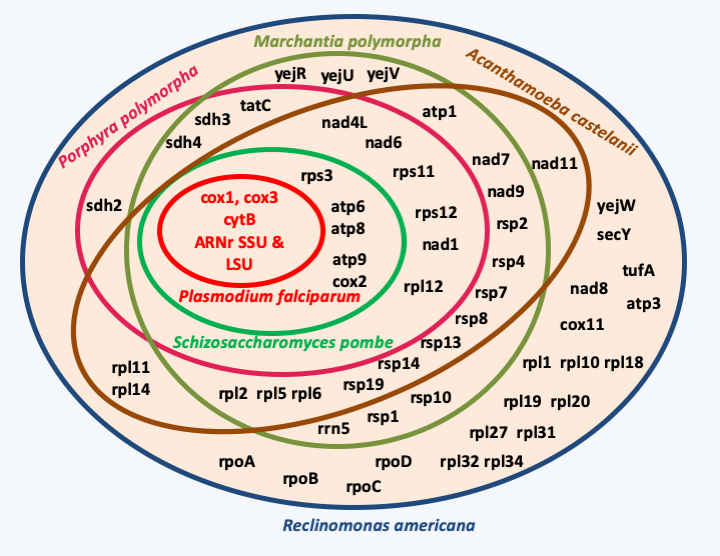 Marchantia polymorpha
Acanthamoeba castelanii
Porphyra polymorpha
yejR yejU yejV
tatC
sdh3
atp1
nad4L
sdh4
nad6
nad7
nad11
rps3
rps11
nad9
cox1, cox3
cytB
ARNr SSU &
LSU
sdh2
atp6
rps12
yejW
atp8
rsp2
secY
nad1
atp9
rsp4
tufA
cox2
rpl12
nad8
Plasmodium falciparum
rsp7
atp3
rsp8
cox11
Schizosaccharomyces pombe
rsp13
rsp14
rpl1 rpl10 rpl18
rpl11
rpl14
rpl2 rpl5 rpl6
rsp19
rsp10
rpl19 rpl20
rsp1
rrn5
rpl27 rpl31
rpoA
rpoD
rpl32 rpl34
rpoB
rpoC
Reclinomonas americana